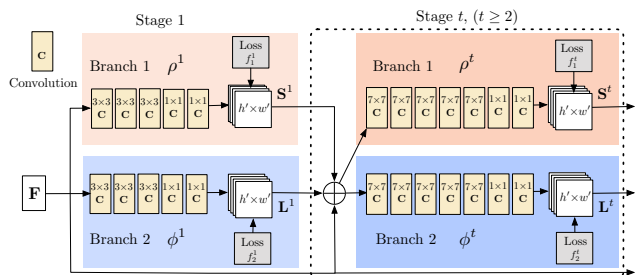 Stage 1
Stage t, (t ≥ 2)
C
Convolution
Branch 1 ρ¹
Loss
f₁¹
3×3 3×3 3×3 1×1 1×1
C C C C C
h′×w′
S¹
Branch 1 ρᵗ
Loss
f₁ᵗ
7×7 7×7 7×7 7×7 7×7 1×1 1×1
C C C C C C C
h′×w′
Sᵗ
F
3×3 3×3 3×3 1×1 1×1
C C C C C
h′×w′
L¹
Branch 2 ϕ¹
Loss
f₂¹
7×7 7×7 7×7 7×7 7×7 1×1 1×1
C C C C C C C
h′×w′
Lᵗ
Branch 2 ϕᵗ
Loss
f₂ᵗ